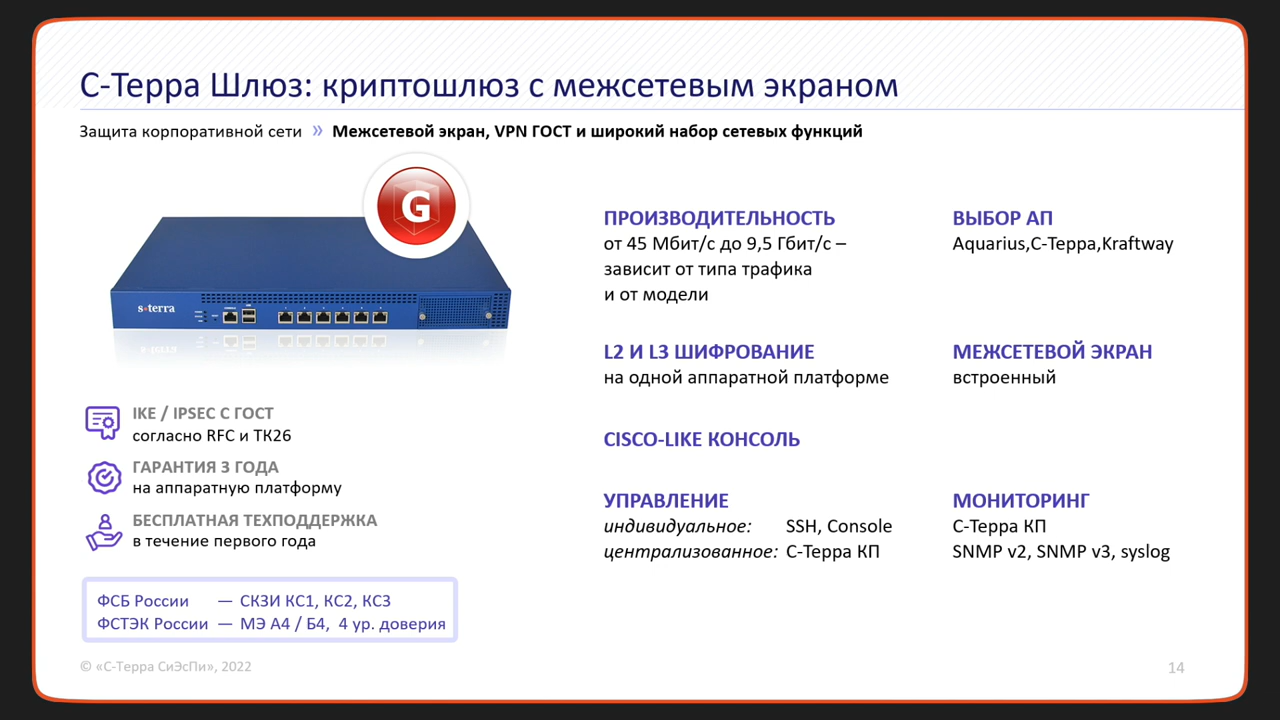 С-Терра Шлюз: криптошлюз с межсетевым экраном
Защита корпоративной сети » Межсетевой экран, VPN ГОСТ и широкий набор сетевых функций
G
s·terra
IKE / IPSEC С ГОСТ
согласно RFC и ТК26
ГАРАНТИЯ 3 ГОДА
на аппаратную платформу
БЕСПЛАТНАЯ ТЕХПОДДЕРЖКА
в течение первого года
ФСБ России — СКЗИ КС1, КС2, КС3
ФСТЭК России — МЭ А4 / Б4, 4 ур. доверия
ПРОИЗВОДИТЕЛЬНОСТЬ
от 45 Мбит/с до 9,5 Гбит/с –
зависит от типа трафика
и от модели
ВЫБОР АП
Aquarius,С-Терра,Kraftway
L2 И L3 ШИФРОВАНИЕ
на одной аппаратной платформе
МЕЖСЕТЕВОЙ ЭКРАН
встроенный
CISCO-LIKE КОНСОЛЬ
УПРАВЛЕНИЕ
индивидуальное: SSH, Console
централизованное: С-Терра КП
МОНИТОРИНГ
С-Терра КП
SNMP v2, SNMP v3, syslog
© «С-Терра СиЭсПи», 2022
14